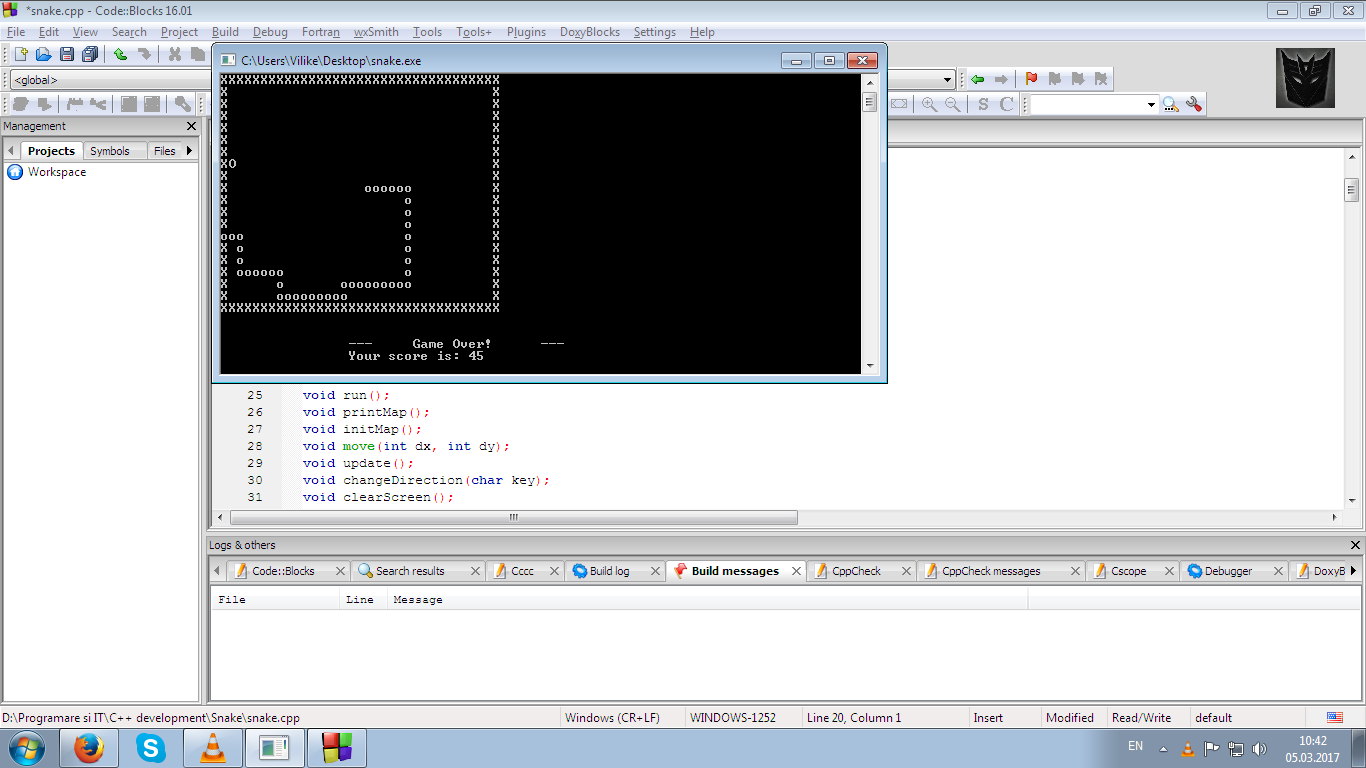 *snake.cpp - Code::Blocks 16.01
File Edit View Search Project Build Debug Fortran wxSmith Tools Tools+ Plugins DoxyBlocks Settings Help
C:\Users\Vilike\Desktop\snake.exe
<global>
S C
Management
Projects Symbols Files
Workspace
XXXXXXXXXXXXXXXXXXXXXXXXXXXXXXXXXXX
X                                  X
X                                  X
X                                  X
X                                  X
X                                  X
X                                  X
XO                                 X
X                                  X
X                 oooooo          X
X                      o          X
X                      o          X
X                      o          X
ooo                    o          X
X o                    o          X
X o                    o          X
X oooooo               o          X
X      o       ooooooooo          X
X      ooooooooo                  X
XXXXXXXXXXXXXXXXXXXXXXXXXXXXXXXXXXX
--- Game Over! ---
Your score is: 45
25 void run();
26 void printMap();
27 void initMap();
28 void move(int dx, int dy);
29 void update();
30 void changeDirection(char key);
31 void clearScreen();
Logs & others
Code::Blocks Search results Cccc Build log Build messages CppCheck CppCheck messages Cscope Debugger DoxyB
File Line Message
D:\Programare si IT\C++ development\Snake\snake.cpp Windows (CR+LF) WINDOWS-1252 Line 20, Column 1 Insert Modified Read/Write default
EN 10:42
05.03.2017